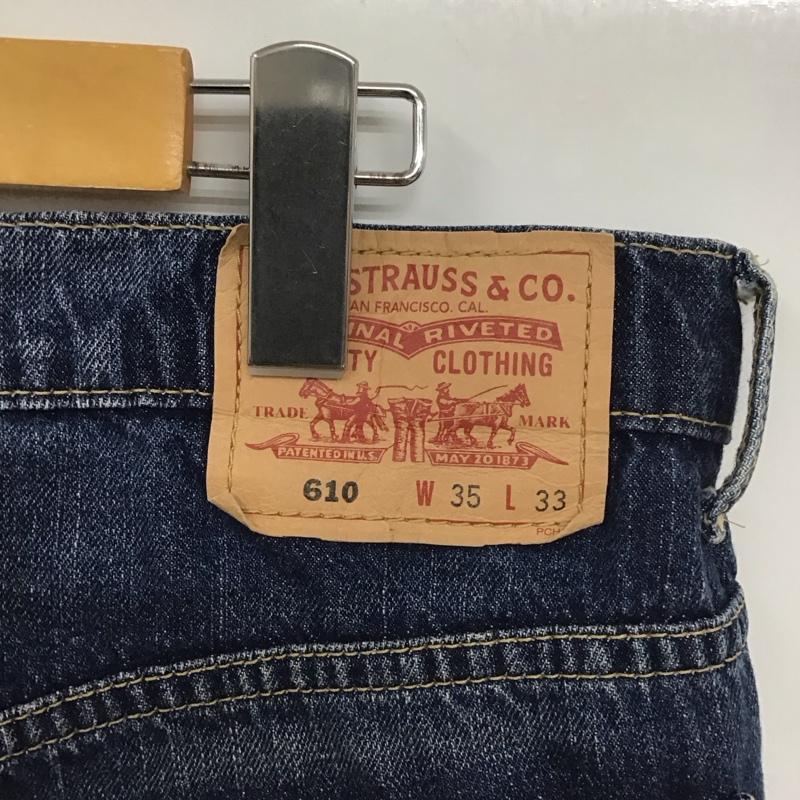 STRAUSS & CO.
AN FRANCISCO. CAL.
INAL RIVETED
TY CLOTHING
TRADE MARK
PATENTED IN U.S. MAY 20 1873
610 W 35 L 33
PCH